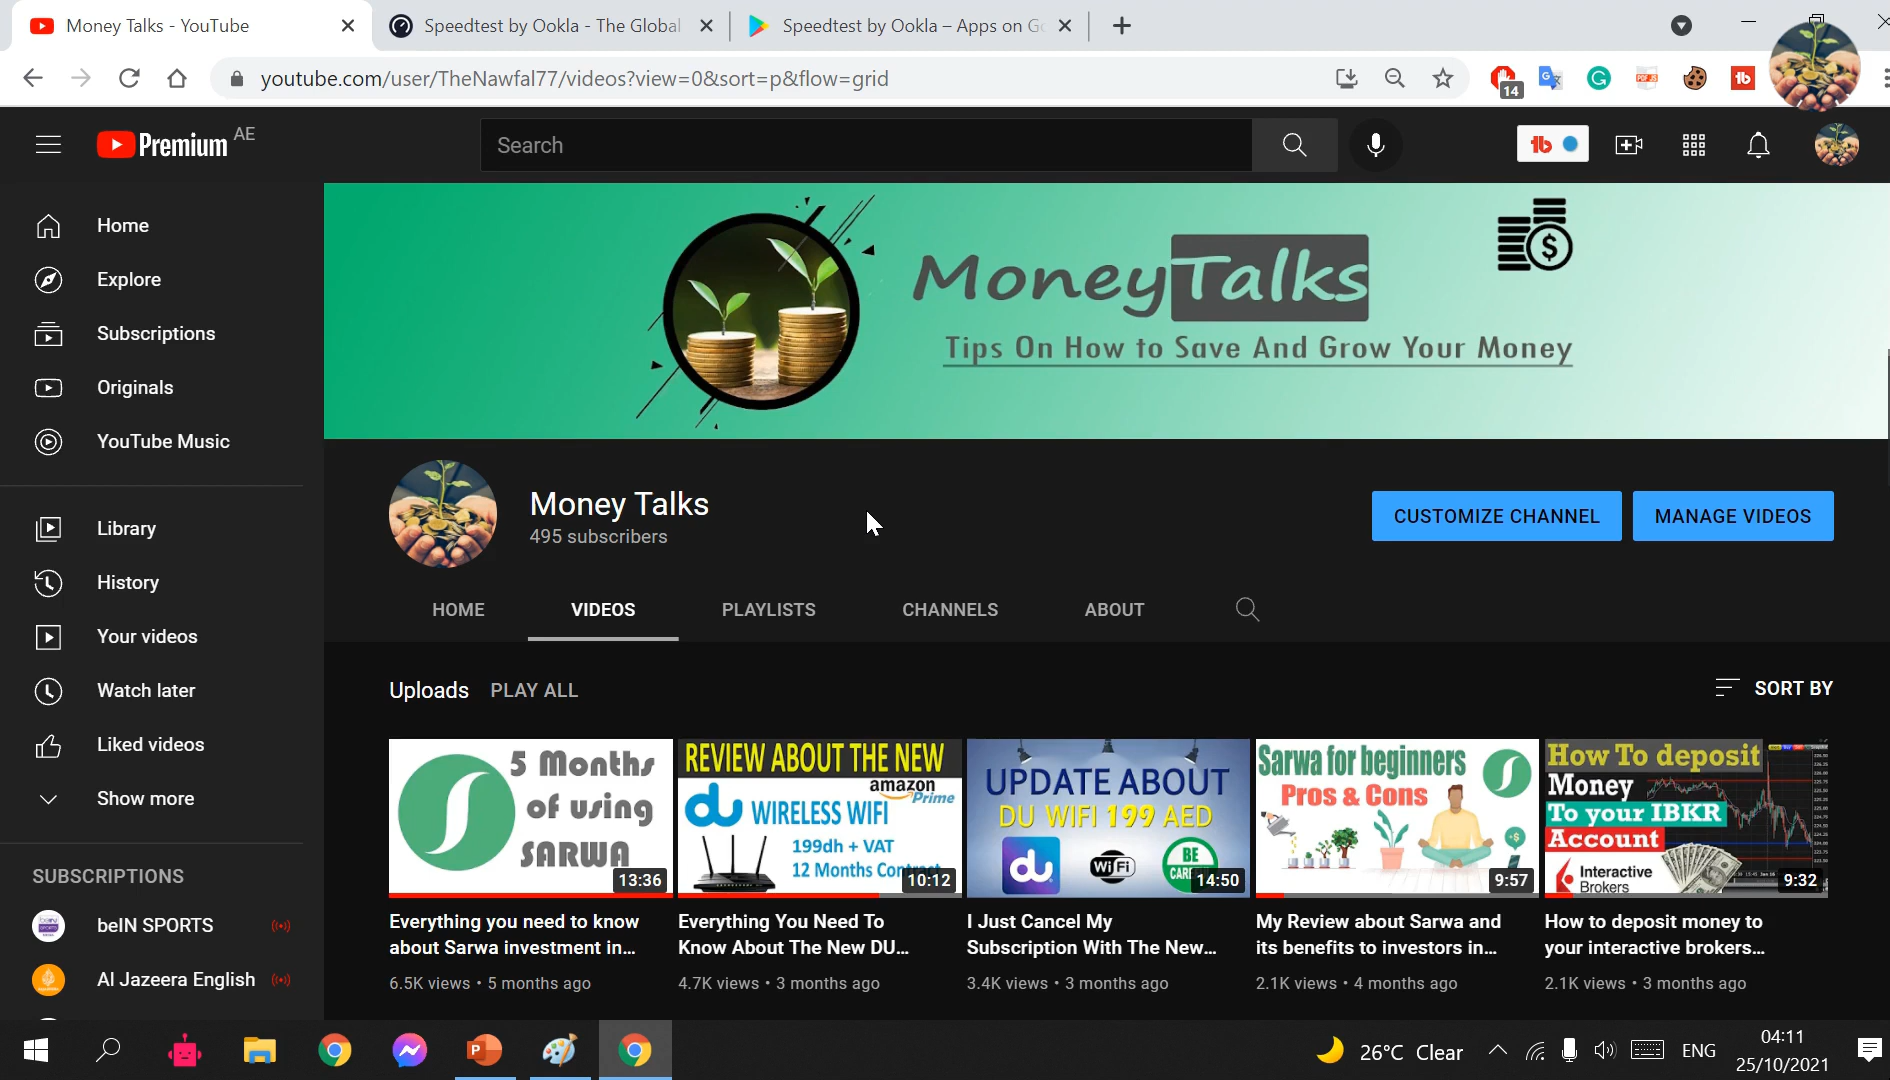 Money Talks - YouTube
Speedtest by Ookla - The Global
Speedtest by Ookla – Apps on Go
youtube.com/user/TheNawfal77/videos?view=0&sort=p&flow=grid
14
PDF
tb
Premium AE
Search
tb
Home
Explore
Subscriptions
Originals
YouTube Music
Library
History
Your videos
Watch later
Liked videos
Show more
SUBSCRIPTIONS
beIN SPORTS
Al Jazeera English
MoneyTalks
Tips On How to Save And Grow Your Money
$
Money Talks
495 subscribers
CUSTOMIZE CHANNEL
MANAGE VIDEOS
HOME
VIDEOS
PLAYLISTS
CHANNELS
ABOUT
Uploads
PLAY ALL
SORT BY
5 Months
of using
SARWA
13:36
Everything you need to know
about Sarwa investment in...
6.5K views • 5 months ago
REVIEW ABOUT THE NEW
amazon
Prime
du WIRELESS WIFI
199dh + VAT
12 Months Contract
10:12
Everything You Need To
Know About The New DU...
4.7K views • 3 months ago
UPDATE ABOUT
DU WIFI 199 AED
du
WiFi
BE
14:50
I Just Cancel My
Subscription With The New...
3.4K views • 3 months ago
Sarwa for beginners
Pros & Cons
9:57
My Review about Sarwa and
its benefits to investors in...
2.1K views • 4 months ago
How To deposit
Money
To your IBKR
Account
Interactive
Brokers
9:32
How to deposit money to
your interactive brokers...
2.1K views • 3 months ago
26°C Clear
ENG
04:11
25/10/2021